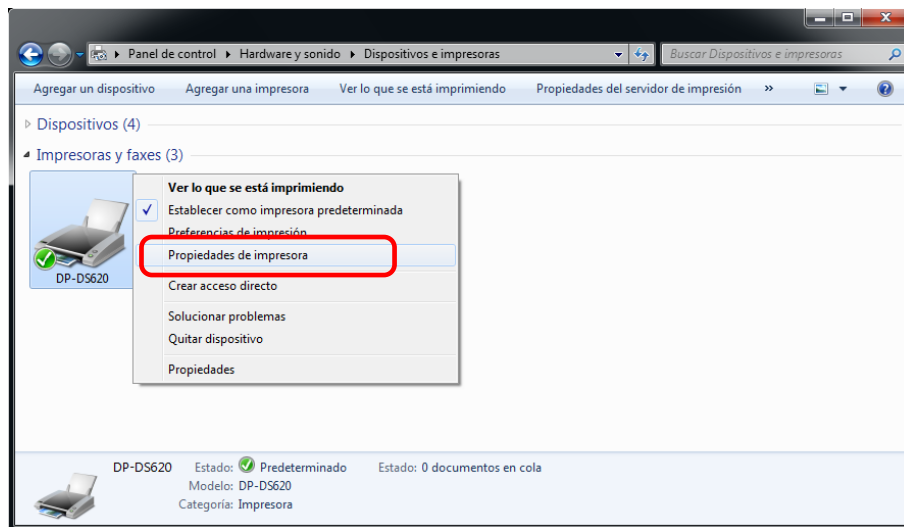 Panel de control ▸ Hardware y sonido ▸ Dispositivos e impresoras
Buscar Dispositivos e impresoras
Agregar un dispositivo Agregar una impresora Ver lo que se está imprimiendo Propiedades del servidor de impresión »
Dispositivos (4)
Impresoras y faxes (3)
DP-DS620
Ver lo que se está imprimiendo
Establecer como impresora predeterminada
Preferencias de impresión
Propiedades de impresora
Crear acceso directo
Solucionar problemas
Quitar dispositivo
Propiedades
DP-DS620 Estado: Predeterminado Estado: 0 documentos en cola
Modelo: DP-DS620
Categoría: Impresora